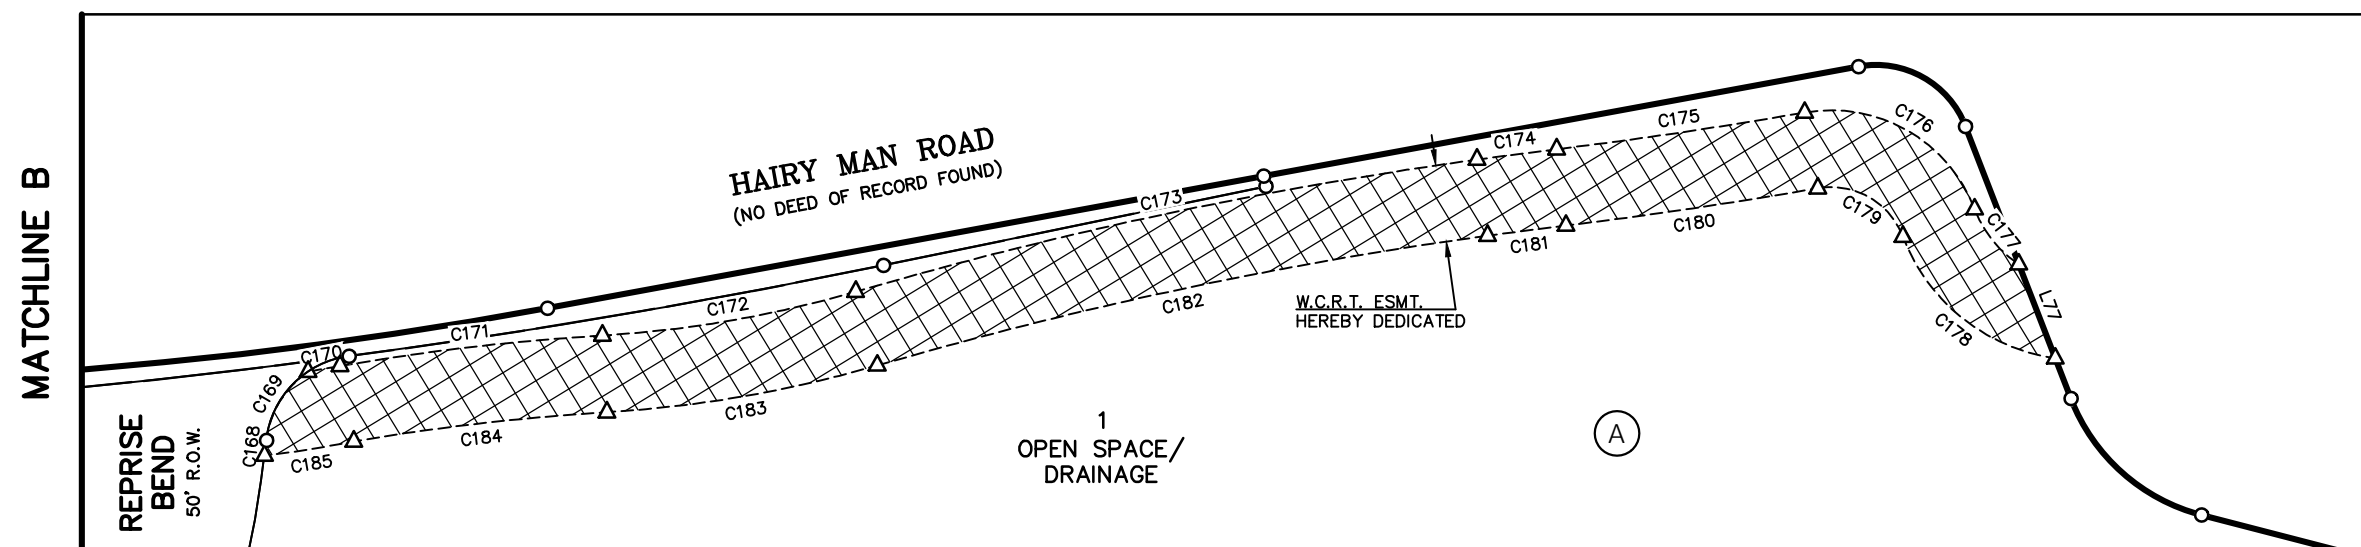 MATCHLINE B
HAIRY MAN ROAD
(NO DEED OF RECORD FOUND)
C168
C169
C170
C171
C172
C173
C174
C175
C176
C177
L77
C178
C179
C180
C181
C182
C183
C184
C185
W.C.R.T. ESMT.
HEREBY DEDICATED
REPRISE
BEND
50' R.O.W.
1
OPEN SPACE/
DRAINAGE
A